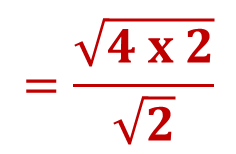 = √(4 x 2) / √2